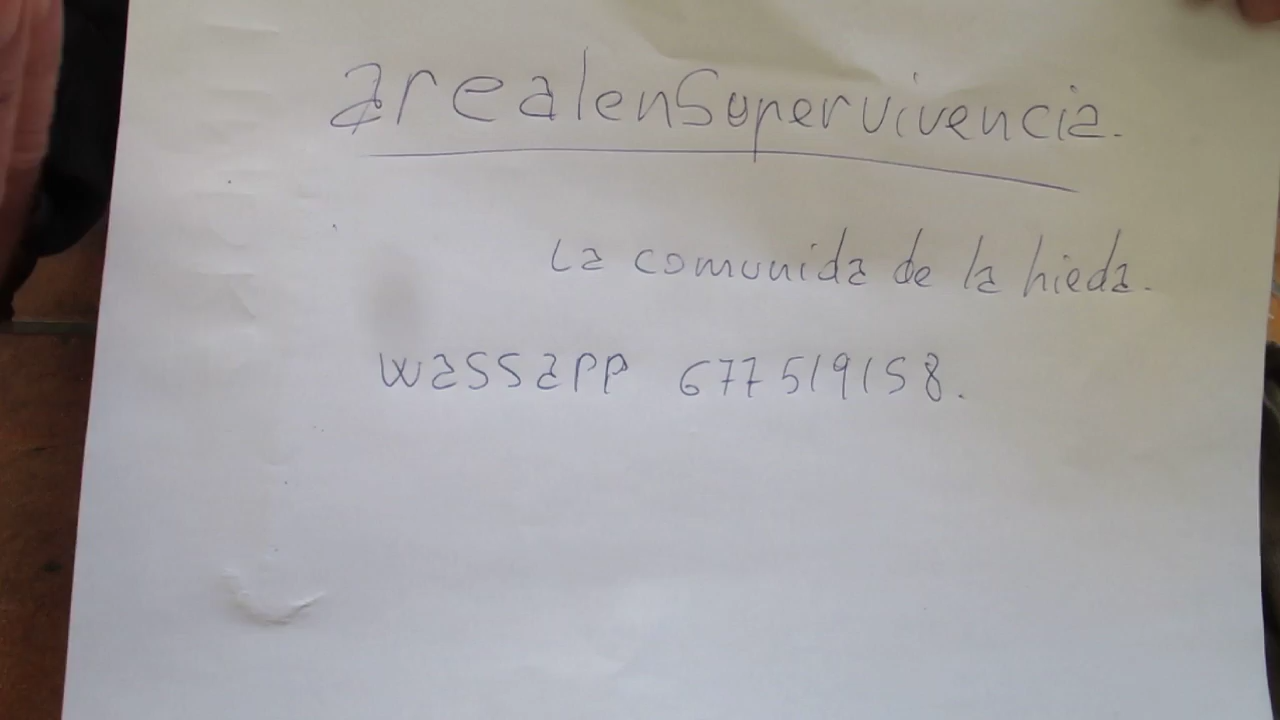 arealensupervivencia.
La comunida de la hieda.
wassapp 677519158.